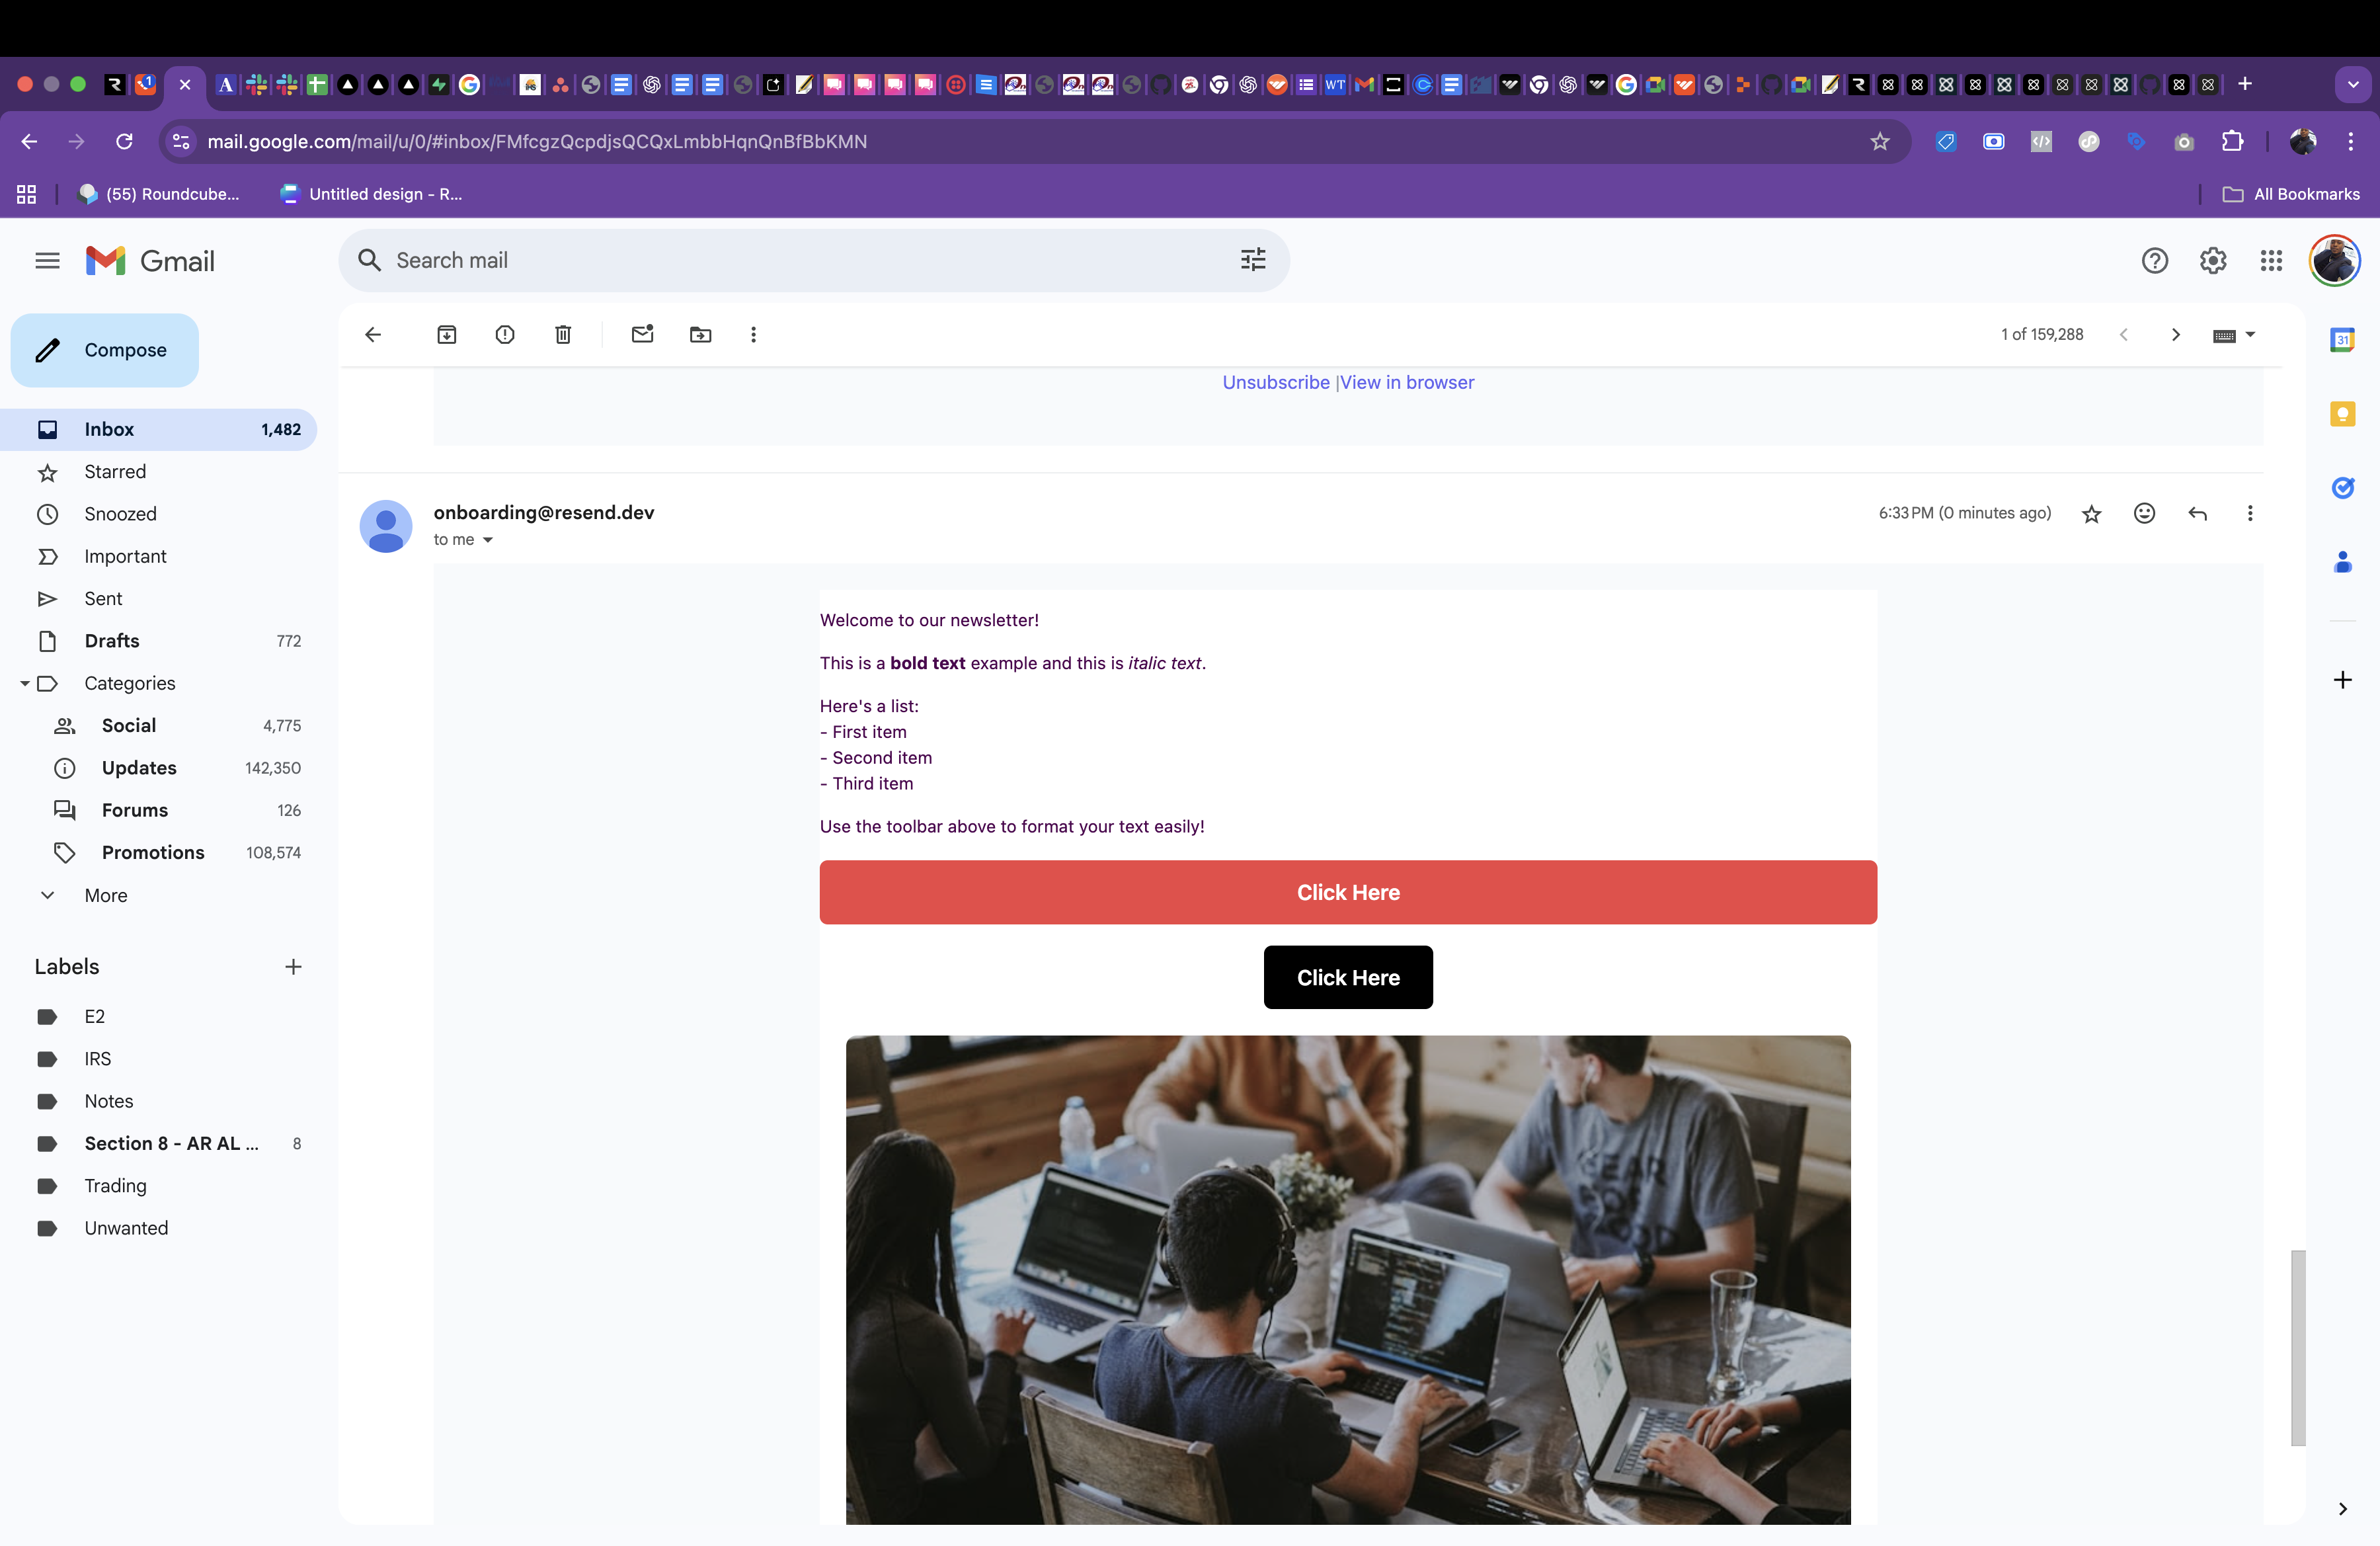 mail.google.com/mail/u/0/#inbox/FMfcgzQcpdjsQCQxLmbbHqnQnBfBbKMN
(55) Roundcube...
Untitled design - R...
All Bookmarks
Gmail
Search mail
Compose
1 of 159,288
Unsubscribe |View in browser
Inbox 1,482
Starred
Snoozed
Important
Sent
Drafts 772
Categories
Social 4,775
Updates 142,350
Forums 126
Promotions 108,574
More
Labels
E2
IRS
Notes
Section 8 - AR AL ... 8
Trading
Unwanted
onboarding@resend.dev
6:33 PM (0 minutes ago)
to me
Welcome to our newsletter!
This is a bold text example and this is italic text.
Here's a list:
- First item
- Second item
- Third item
Use the toolbar above to format your text easily!
Click Here
Click Here
31